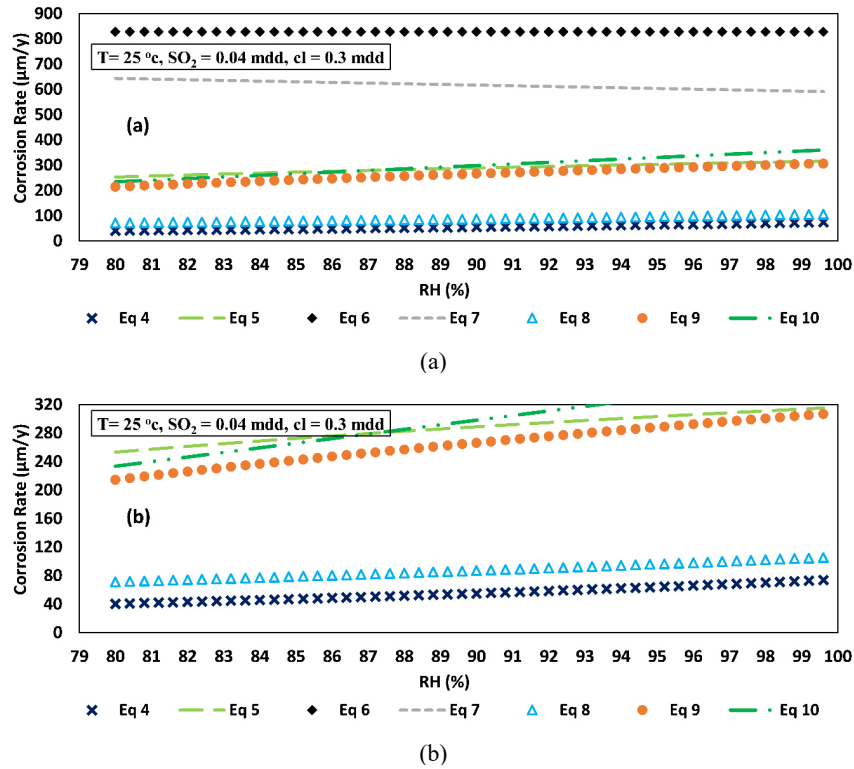 900
800
T= 25 °c, SO2 = 0.04 mdd, cl = 0.3 mdd
700
600
500
(a)
400
300
200
100
0
Corrosion Rate (µm/y)
79 80 81 82 83 84 85 86 87 88 89 90 91 92 93 94 95 96 97 98 99 100
RH (%)
Eq 4 Eq 5 Eq 6 Eq 7 Eq 8 Eq 9 Eq 10
(a)
320
T= 25 °c, SO2 = 0.04 mdd, cl = 0.3 mdd
280
240
200
160
(b)
120
80
40
0
Corrosion Rate (µm/y)
79 80 81 82 83 84 85 86 87 88 89 90 91 92 93 94 95 96 97 98 99 100
RH (%)
Eq 4 Eq 5 Eq 6 Eq 7 Eq 8 Eq 9 Eq 10
(b)